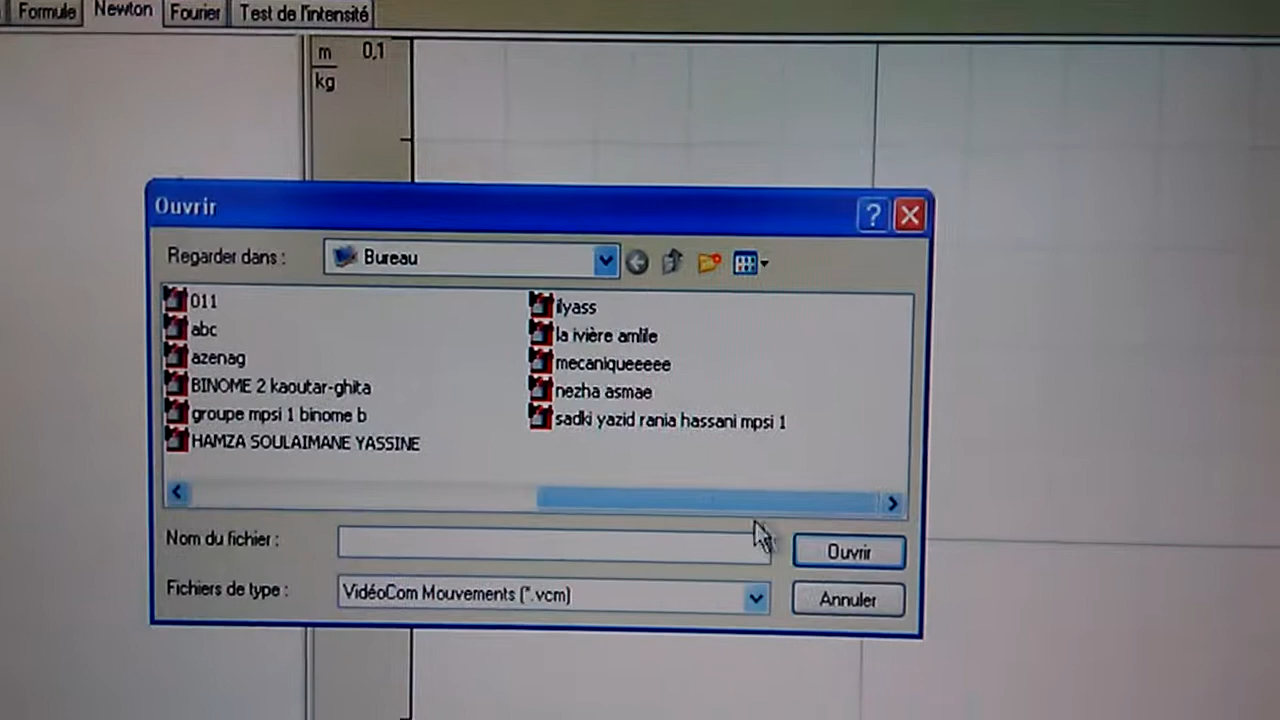 Formule Newton Fourier Test de l'intensité
m 0,1
kg
Ouvrir
Regarder dans : Bureau
011
abc
azenag
BINOME 2 kaoutar-ghita
groupe mpsi 1 binome b
HAMZA SOULAIMANE YASSINE
ilyass
la ivière amlile
mecaniqueeeee
nezha asmae
sadki yazid rania hassani mpsi 1
Nom du fichier :
Ouvrir
Fichiers de type : VidéoCom Mouvements (*.vcm)
Annuler